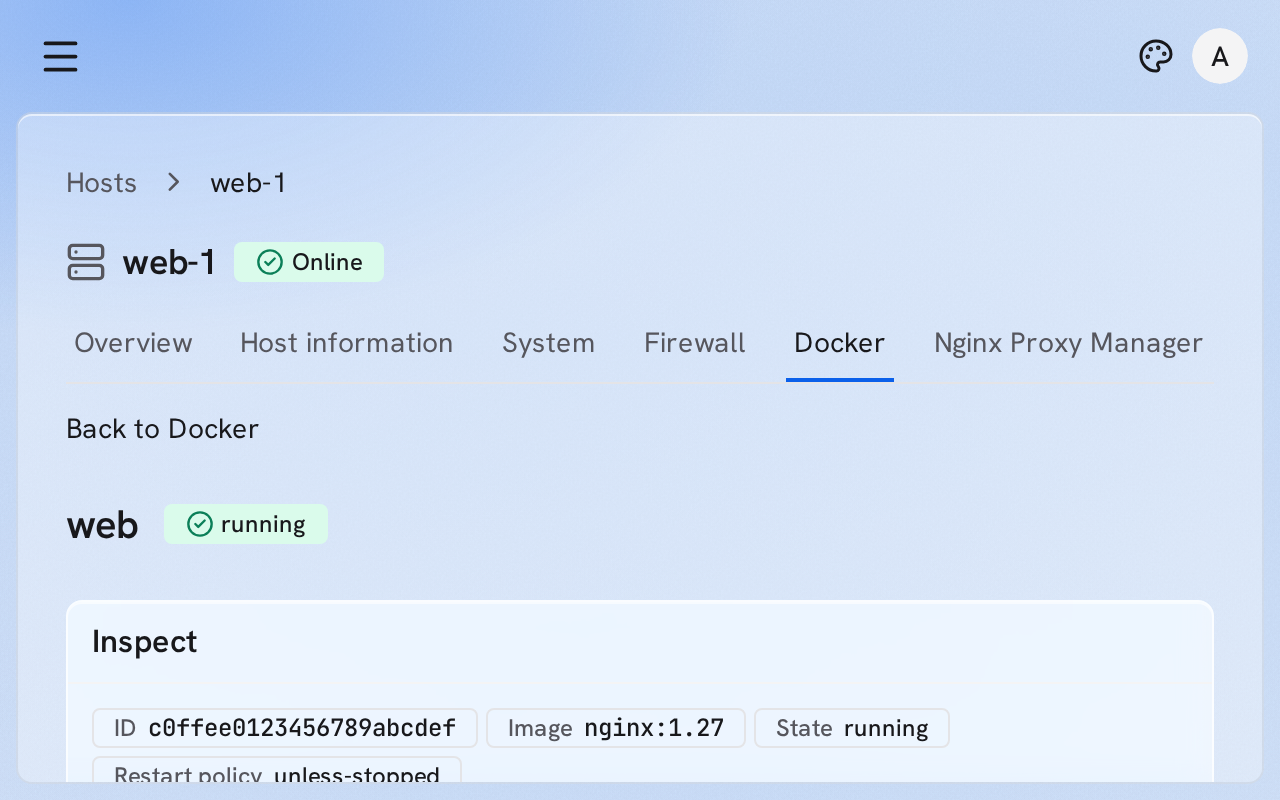 A
Hosts web-1
web-1 Online
Overview Host information System Firewall Docker Nginx Proxy Manager
Back to Docker
web running
Inspect
ID c0ffee0123456789abcdef Image nginx:1.27 State running
Restart policy unless-stopped